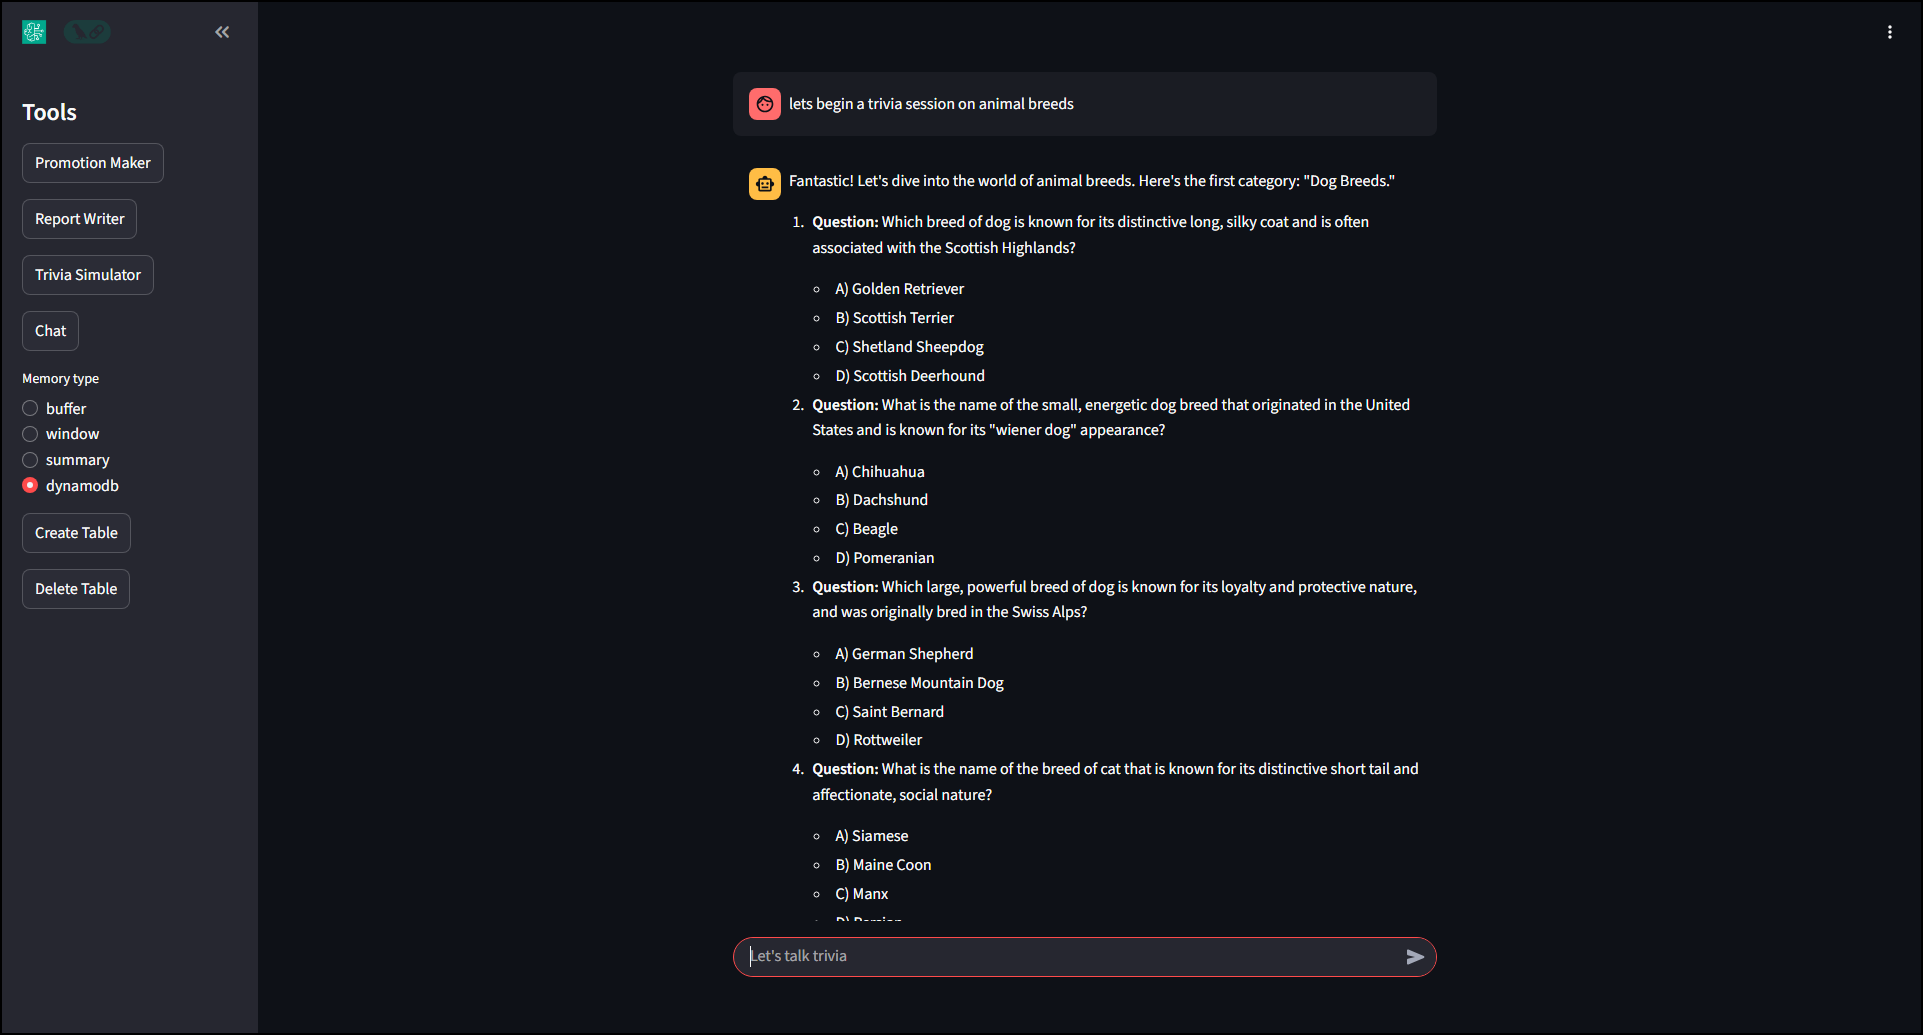 Tools
Promotion Maker
Report Writer
Trivia Simulator
Chat
Memory type
buffer
window
summary
dynamodb
Create Table
Delete Table
lets begin a trivia session on animal breeds
Fantastic! Let's dive into the world of animal breeds. Here's the first category: "Dog Breeds."
1. Question: Which breed of dog is known for its distinctive long, silky coat and is often
associated with the Scottish Highlands?
A) Golden Retriever
B) Scottish Terrier
C) Shetland Sheepdog
D) Scottish Deerhound
2. Question: What is the name of the small, energetic dog breed that originated in the United
States and is known for its "wiener dog" appearance?
A) Chihuahua
B) Dachshund
C) Beagle
D) Pomeranian
3. Question: Which large, powerful breed of dog is known for its loyalty and protective nature,
and was originally bred in the Swiss Alps?
A) German Shepherd
B) Bernese Mountain Dog
C) Saint Bernard
D) Rottweiler
4. Question: What is the name of the breed of cat that is known for its distinctive short tail and
affectionate, social nature?
A) Siamese
B) Maine Coon
C) Manx
D) Persian
Let's talk trivia